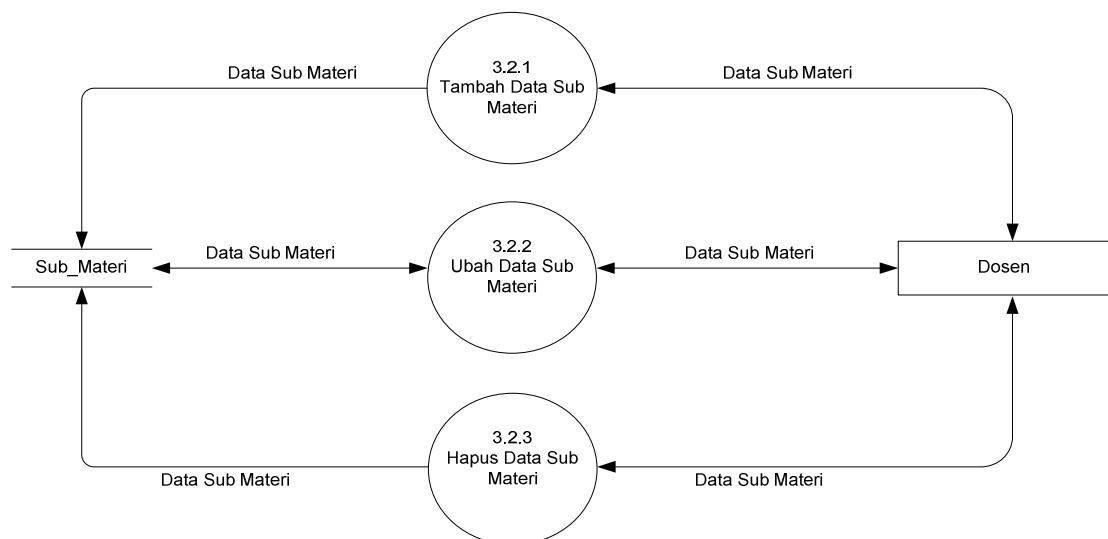 3.2.1
Data Sub Materi
Tambah Data Sub
Materi
Data Sub Materi
Sub_Materi
Data Sub Materi
3.2.2
Ubah Data Sub
Materi
Data Sub Materi
Dosen
3.2.3
Hapus Data Sub
Materi
Data Sub Materi
Data Sub Materi